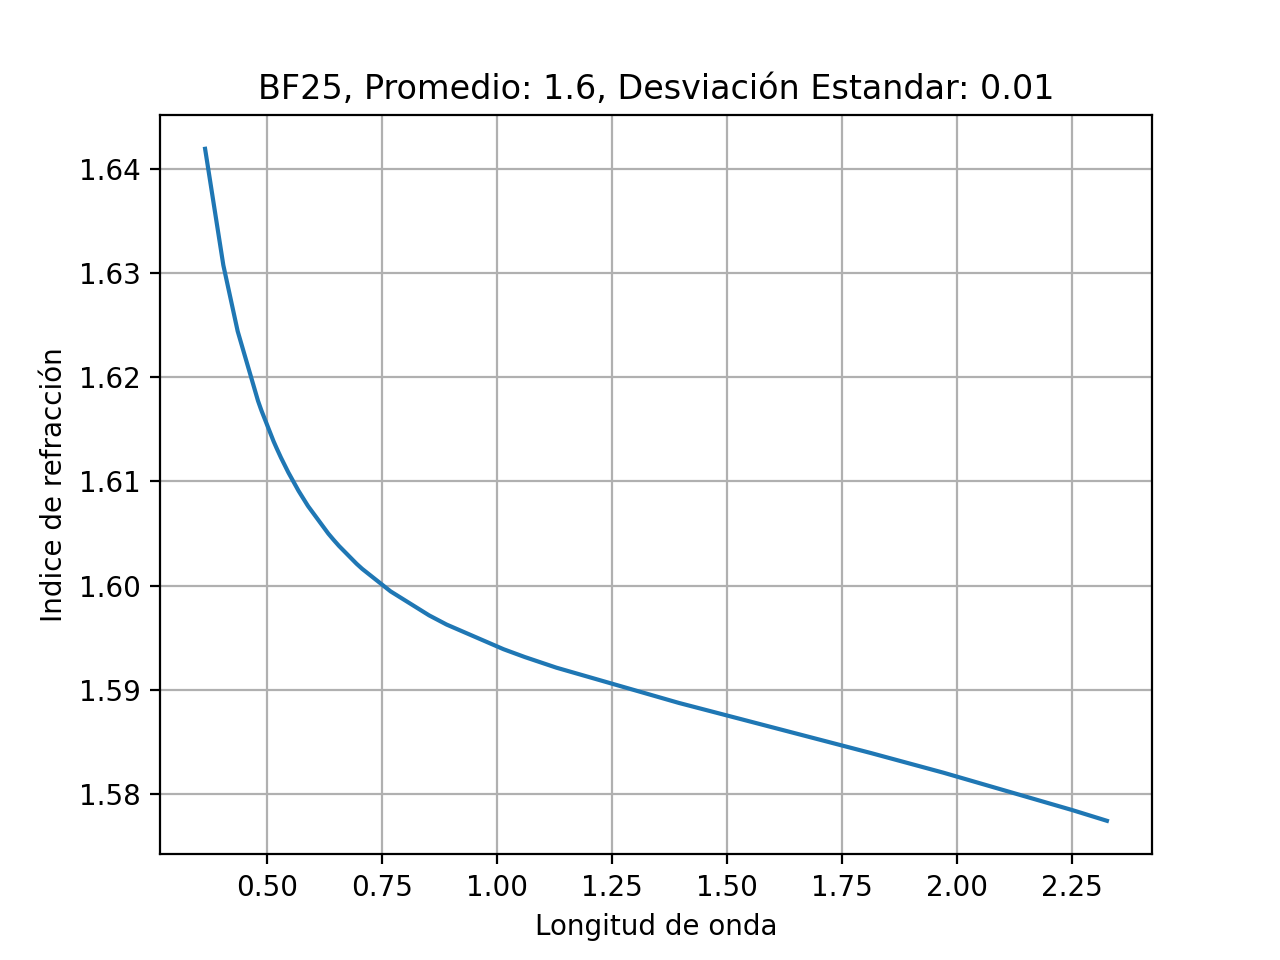 BF25, Promedio: 1.6, Desviación Estandar: 0.01
Indice de refracción
1.64
1.63
1.62
1.61
1.60
1.59
1.58
0.50 0.75 1.00 1.25 1.50 1.75 2.00 2.25
Longitud de onda